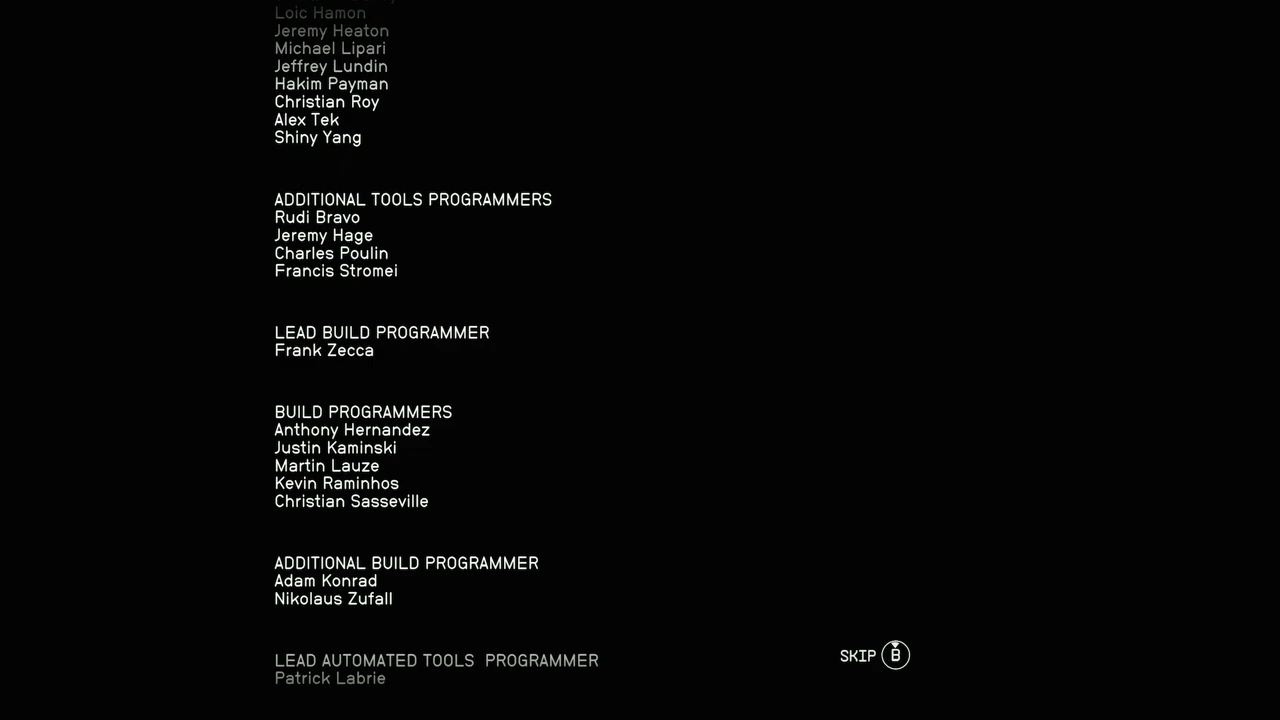 Loic Hamon
Jeremy Heaton
Michael Lipari
Jeffrey Lundin
Hakim Payman
Christian Roy
Alex Tek
Shiny Yang
ADDITIONAL TOOLS PROGRAMMERS
Rudi Bravo
Jeremy Hage
Charles Poulin
Francis Stromei
LEAD BUILD PROGRAMMER
Frank Zecca
BUILD PROGRAMMERS
Anthony Hernandez
Justin Kaminski
Martin Lauze
Kevin Raminhos
Christian Sasseville
ADDITIONAL BUILD PROGRAMMER
Adam Konrad
Nikolaus Zufall
SKIP B
LEAD AUTOMATED TOOLS  PROGRAMMER
Patrick Labrie